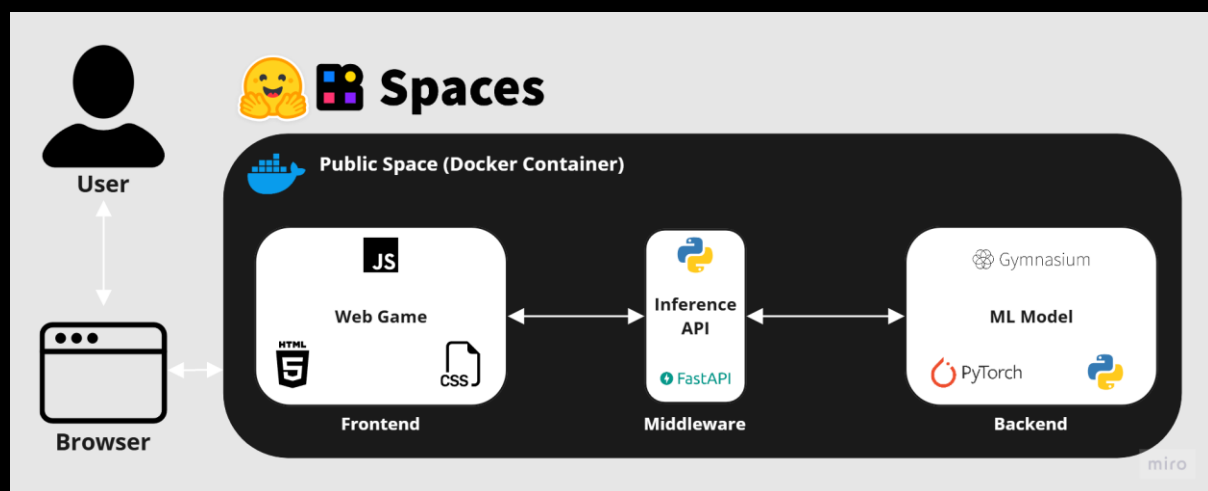 Spaces
User
Public Space (Docker Container)
JS
Web Game
HTML
5
CSS
Frontend
Inference
API
FastAPI
Middleware
Gymnasium
ML Model
PyTorch
Backend
Browser
miro